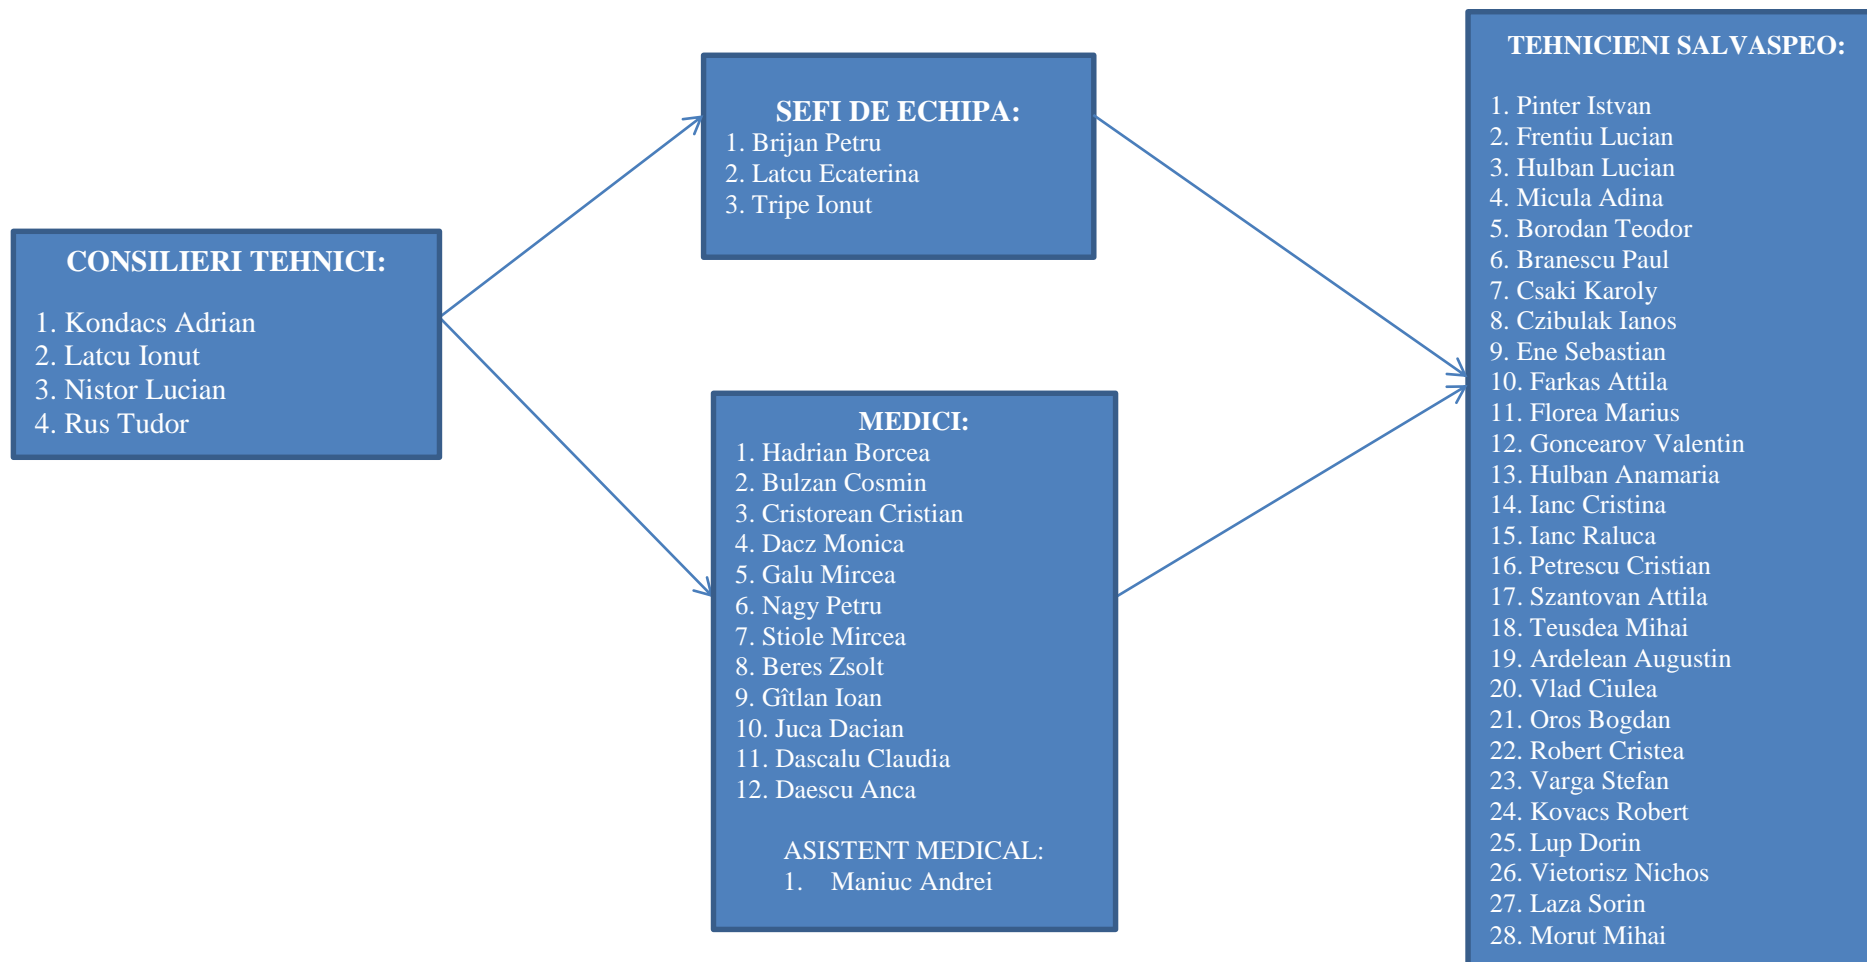 CONSILIERI TEHNICI:
1. Kondacs Adrian
2. Latcu Ionut
3. Nistor Lucian
4. Rus Tudor
SEFI DE ECHIPA:
1. Brijan Petru
2. Latcu Ecaterina
3. Tripe Ionut
MEDICI:
1. Hadrian Borcea
2. Bulzan Cosmin
3. Cristorean Cristian
4. Dacz Monica
5. Galu Mircea
6. Nagy Petru
7. Stiole Mircea
8. Beres Zsolt
9. Gîtlan Ioan
10. Juca Dacian
11. Dascalu Claudia
12. Daescu Anca
ASISTENT MEDICAL:
1. Maniuc Andrei
TEHNICIENI SALVASPEO:
1. Pinter Istvan
2. Frentiu Lucian
3. Hulban Lucian
4. Micula Adina
5. Borodan Teodor
6. Branescu Paul
7. Csaki Karoly
8. Czibulak Ianos
9. Ene Sebastian
10. Farkas Attila
11. Florea Marius
12. Goncearov Valentin
13. Hulban Anamaria
14. Ianc Cristina
15. Ianc Raluca
16. Petrescu Cristian
17. Szantovan Attila
18. Teusdea Mihai
19. Ardelean Augustin
20. Vlad Ciulea
21. Oros Bogdan
22. Robert Cristea
23. Varga Stefan
24. Kovacs Robert
25. Lup Dorin
26. Vietorisz Nichos
27. Laza Sorin
28. Morut Mihai